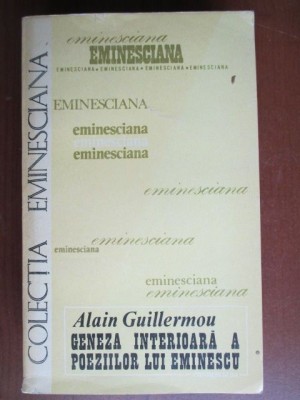 COLECȚIA EMINESCIANA
eminesciana
EMINESCIANA
EMINESCIANA • EMINESCIANA • EMINESCIANA • EMINESCIANA
EMINESCIANA
eminesciana
eminesciana
eminesciana
eminesciana
eminesciana
eminesciana
eminesciana
Alain Guillermou
GENEZA INTERIOARĂ A
POEZIILOR LUI EMINESCU